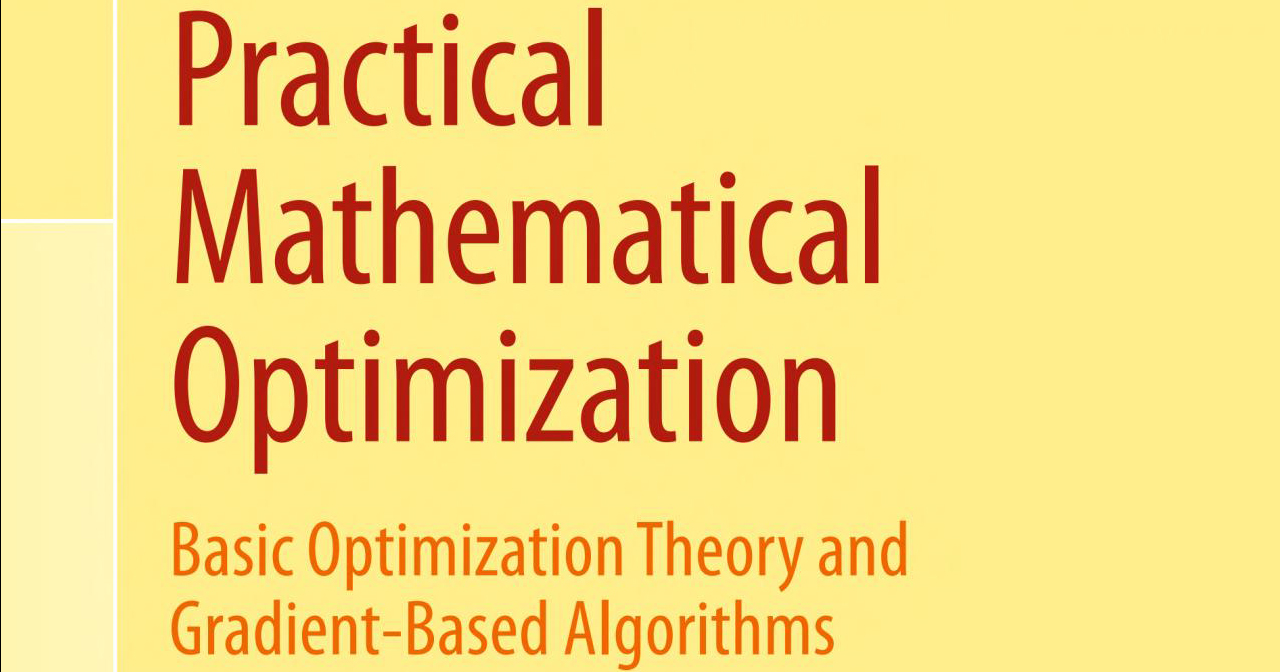 Practical
Mathematical
Optimization
Basic Optimization Theory and
Gradient-Based Algorithms